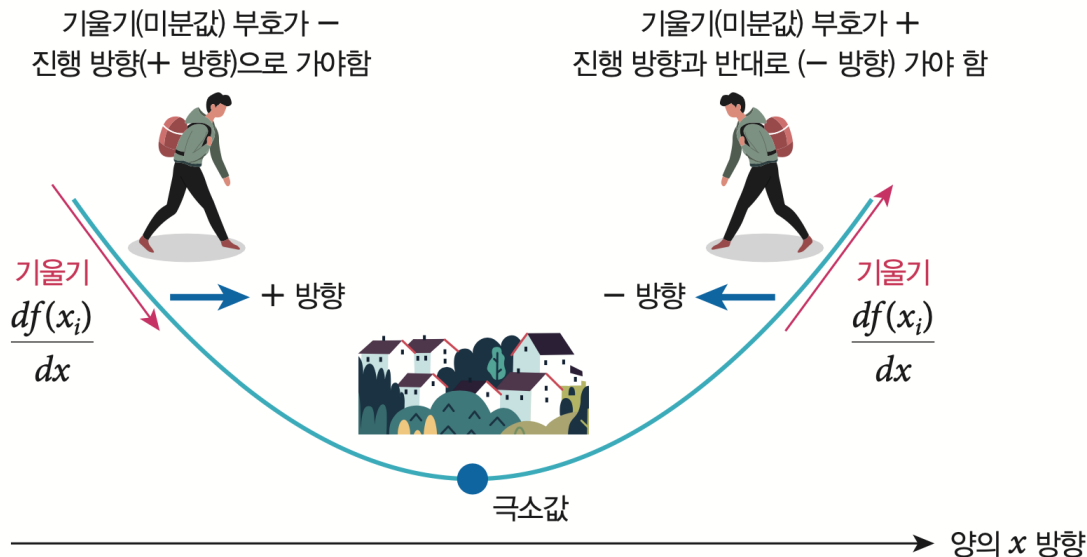 기울기(미분값) 부호가 −
진행 방향(+ 방향)으로 가야함
기울기(미분값) 부호가 +
진행 방향과 반대로 (− 방향) 가야 함
기울기
df(xᵢ)
dx
+ 방향
− 방향
기울기
df(xᵢ)
dx
극소값
양의 x 방향